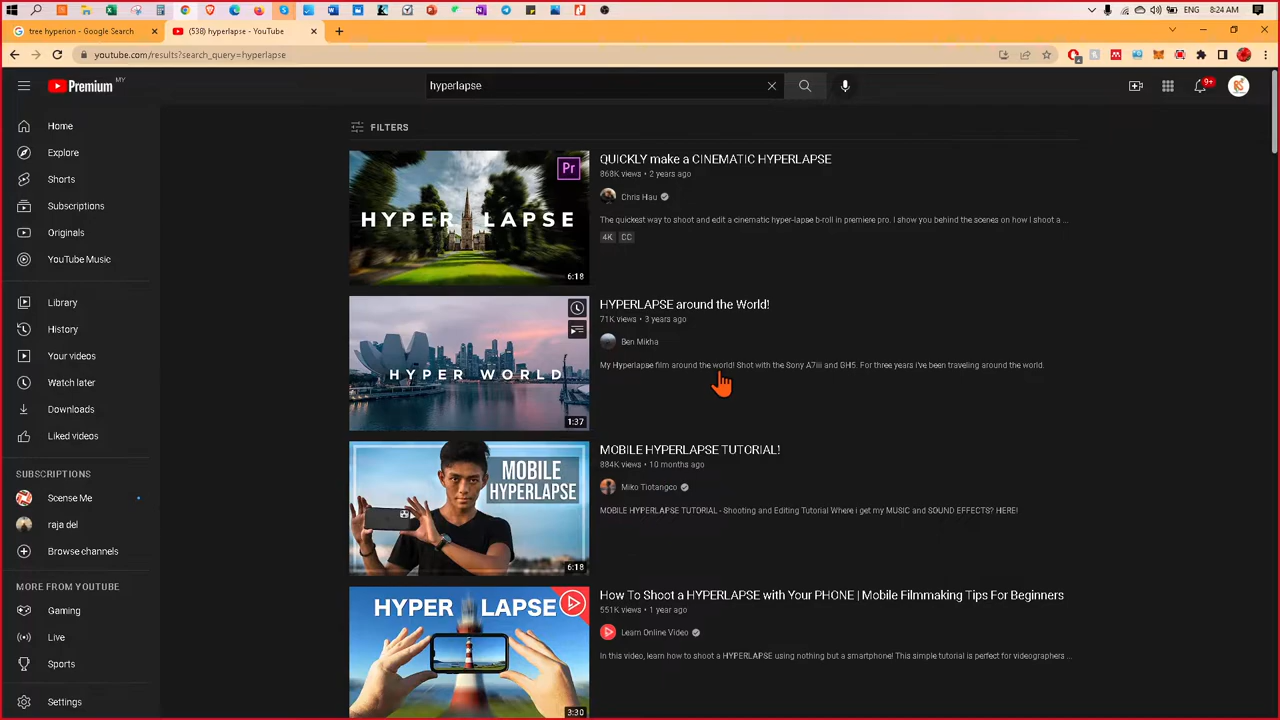 ENG
8:24 AM
tree hyperion - Google Search
(538) hyperlapse - YouTube
youtube.com/results?search_query=hyperlapse
Premium MY
hyperlapse
9+
Home
Explore
Shorts
Subscriptions
Originals
YouTube Music
Library
History
Your videos
Watch later
Downloads
Liked videos
SUBSCRIPTIONS
Scense Me
raja del
Browse channels
MORE FROM YOUTUBE
Gaming
Live
Sports
Settings
FILTERS
Pr
HYPER LAPSE
6:18
QUICKLY make a CINEMATIC HYPERLAPSE
868K views • 2 years ago
Chris Hau
The quickest way to shoot and edit a cinematic hyper-lapse b-roll in premiere pro. I show you behind the scenes on how I shoot a ...
4K CC
HYPER WORLD
1:37
HYPERLAPSE around the World!
71K views • 3 years ago
Ben Mikha
My Hyperlapse film around the world! Shot with the Sony A7iii and GH5. For three years i've been traveling around the world.
MOBILE
HYPERLAPSE
6:18
MOBILE HYPERLAPSE TUTORIAL!
884K views • 10 months ago
Miko Tiotangco
MOBILE HYPERLAPSE TUTORIAL - Shooting and Editing Tutorial Where i get my MUSIC and SOUND EFFECTS? HERE!
HYPER LAPSE
3:30
How To Shoot a HYPERLAPSE with Your PHONE | Mobile Filmmaking Tips For Beginners
551K views • 1 year ago
Learn Online Video
In this video, learn how to shoot a HYPERLAPSE using nothing but a smartphone! This simple tutorial is perfect for videographers ...